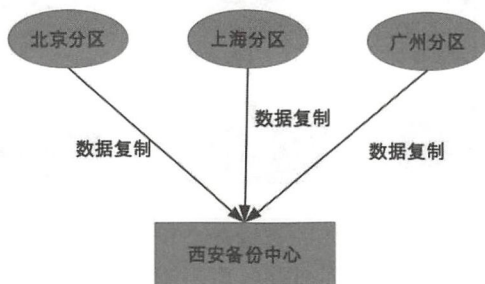 北京分区
上海分区
广州分区
数据复制
数据复制
数据复制
西安备份中心